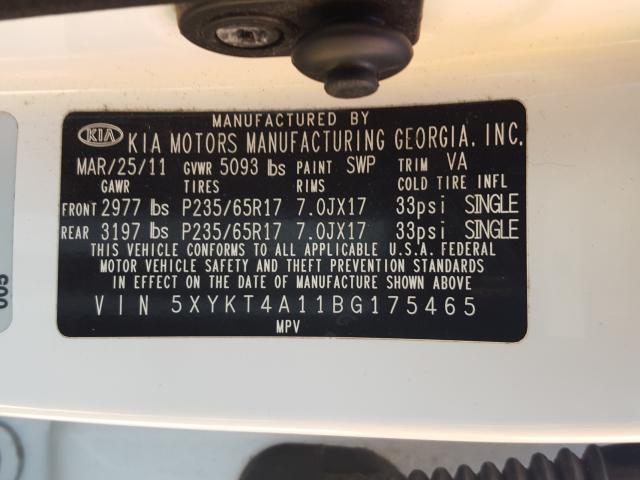 MANUFACTURED BY
KIA KIA MOTORS MANUFACTURING GEORGIA. INC.
MAR/25/11 GVWR 5093 lbs PAINT SWP TRIM VA
GAWR TIRES RIMS COLD TIRE INFL
FRONT 2977 lbs P235/65R17 7.0JX17 33psi SINGLE
REAR 3197 lbs P235/65R17 7.0JX17 33psi SINGLE
THIS VEHICLE CONFORMS TO ALL APPLICABLE U.S.A. FEDERAL
MOTOR VEHICLE SAFETY AND THEFT PREVENTION STANDARDS
IN EFFECT ON THE DATE OF MANUFACTURE SHOWN ABOVE
VIN 5XYKT4A11BG175465
MPV